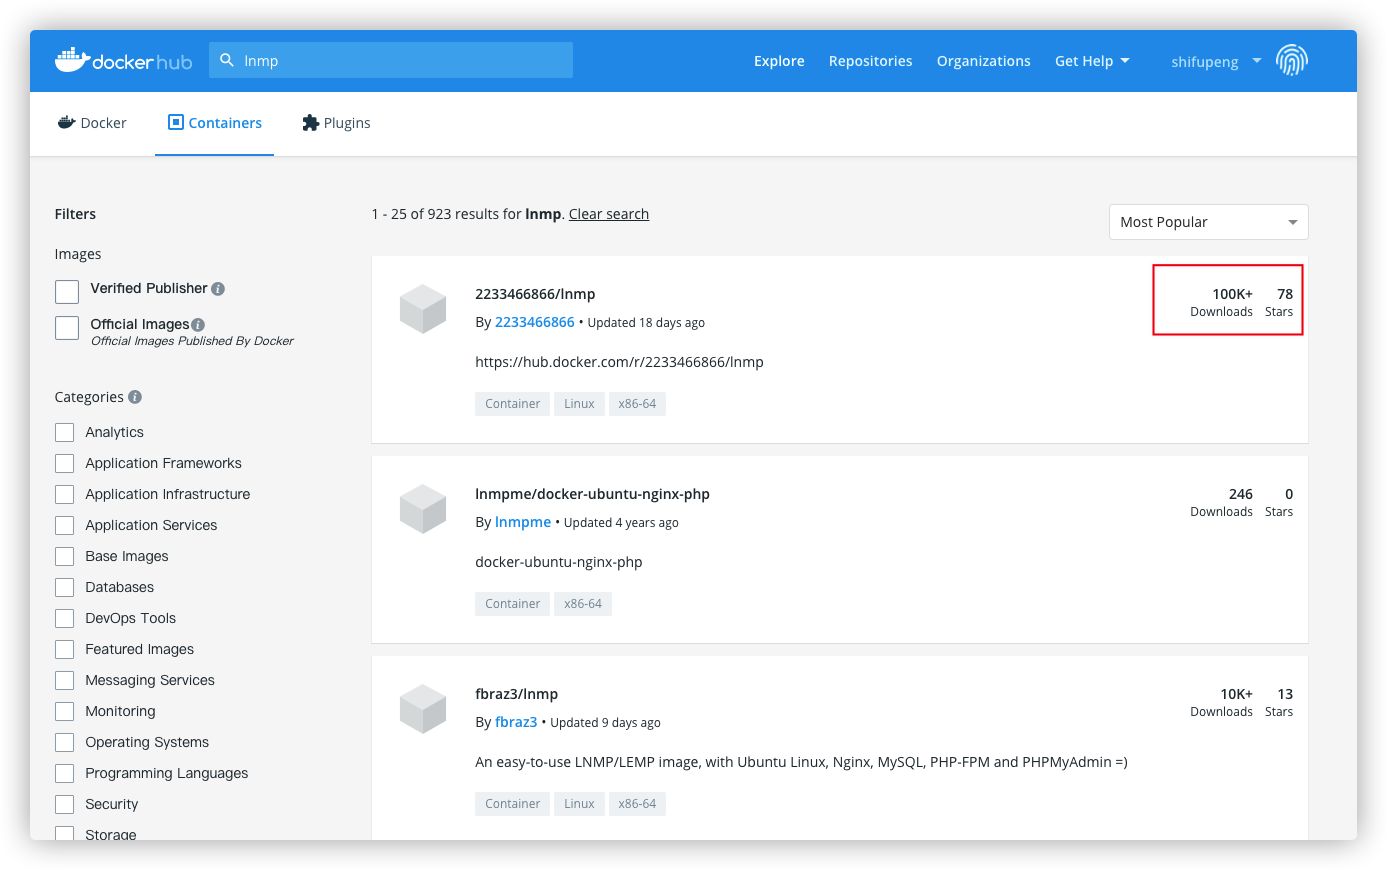 docker hub
lnmp
Explore
Repositories
Organizations
Get Help
shifupeng
Docker
Containers
Plugins
Filters
Images
Verified Publisher
Official Images
Official Images Published By Docker
Categories
Analytics
Application Frameworks
Application Infrastructure
Application Services
Base Images
Databases
DevOps Tools
Featured Images
Messaging Services
Monitoring
Operating Systems
Programming Languages
Security
Storage
1 - 25 of 923 results for lnmp. Clear search
Most Popular
2233466866/lnmp
By 2233466866 • Updated 18 days ago
https://hub.docker.com/r/2233466866/lnmp
Container Linux x86-64
100K+ 78
Downloads Stars
lnmpme/docker-ubuntu-nginx-php
By lnmpme • Updated 4 years ago
docker-ubuntu-nginx-php
Container x86-64
246 0
Downloads Stars
fbraz3/lnmp
By fbraz3 • Updated 9 days ago
An easy-to-use LNMP/LEMP image, with Ubuntu Linux, Nginx, MySQL, PHP-FPM and PHPMyAdmin =)
Container Linux x86-64
10K+ 13
Downloads Stars